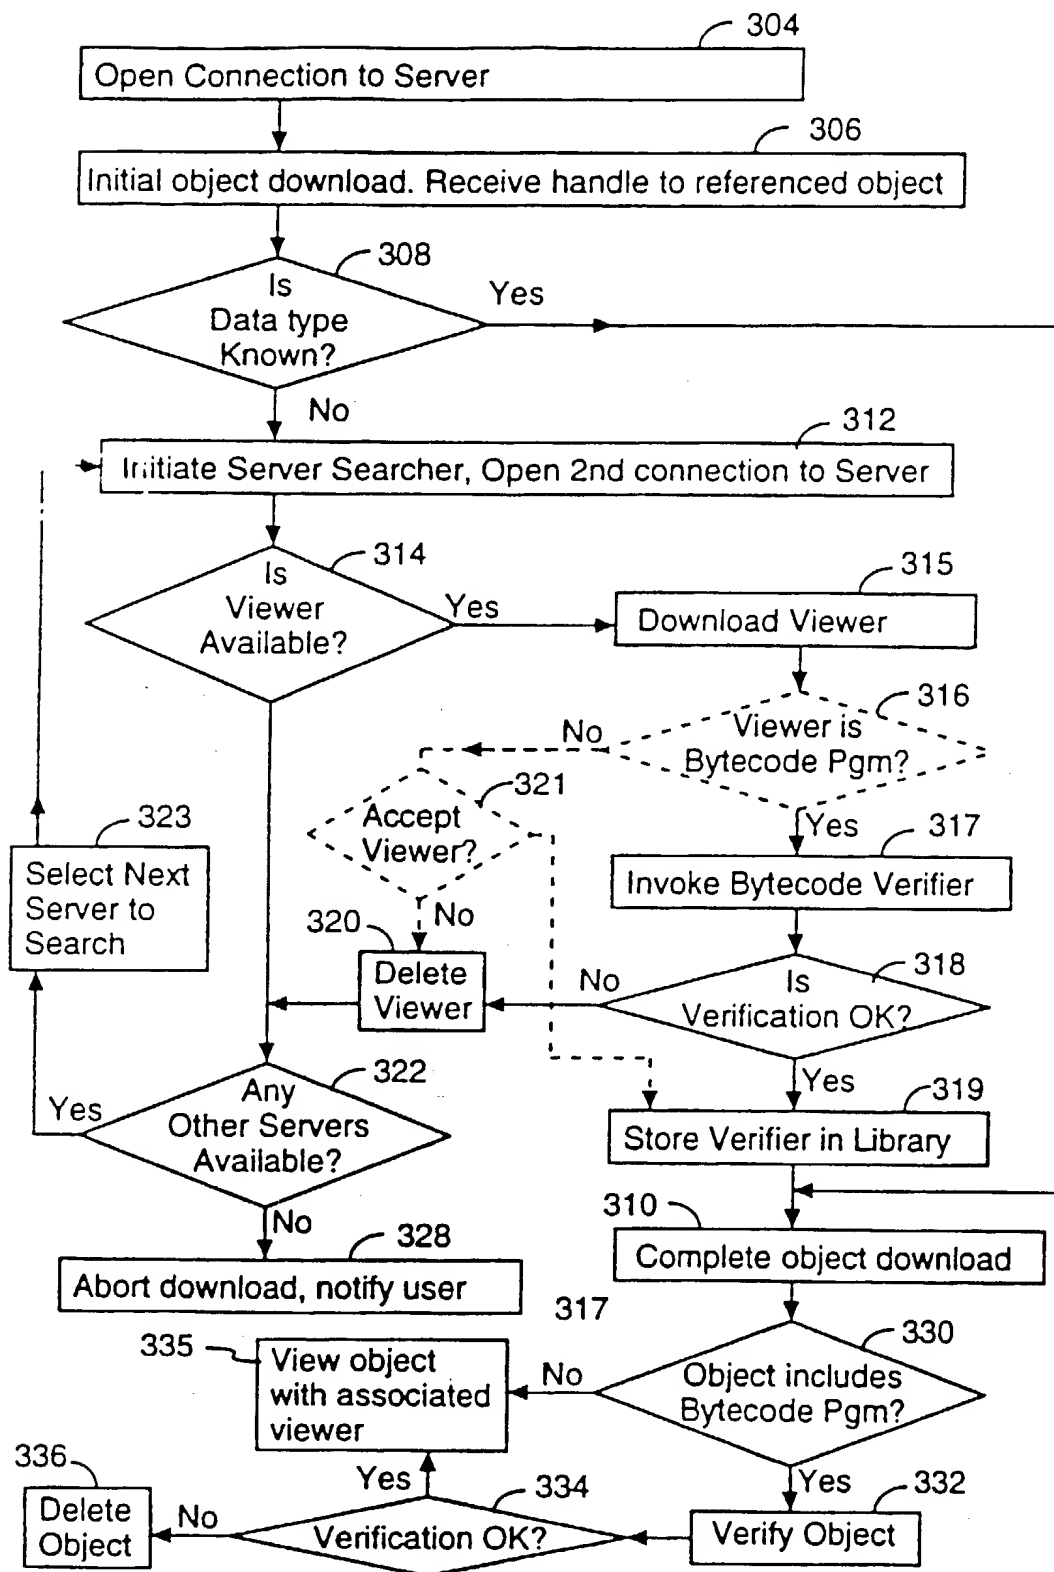 304
Open Connection to Server
306
Initial object download. Receive handle to referenced object
308
Is
Data type
Known?
Yes
No
312
Initiate Server Searcher, Open 2nd connection to Server
314
Is
Viewer
Available?
Yes
315
Download Viewer
316
Viewer is
Bytecode Pgm?
No
Yes
321
Accept
Viewer?
No
323
Select Next
Server to
Search
317
Invoke Bytecode Verifier
320
Delete
Viewer
318
Is
Verification OK?
No
Yes
322
Any
Other Servers
Available?
Yes
No
319
Store Verifier in Library
310
Complete object download
328
Abort download, notify user
317
330
Object includes
Bytecode Pgm?
No
Yes
335
View object
with associated
viewer
336
Delete
Object
No
Yes
334
Verification OK?
332
Verify Object